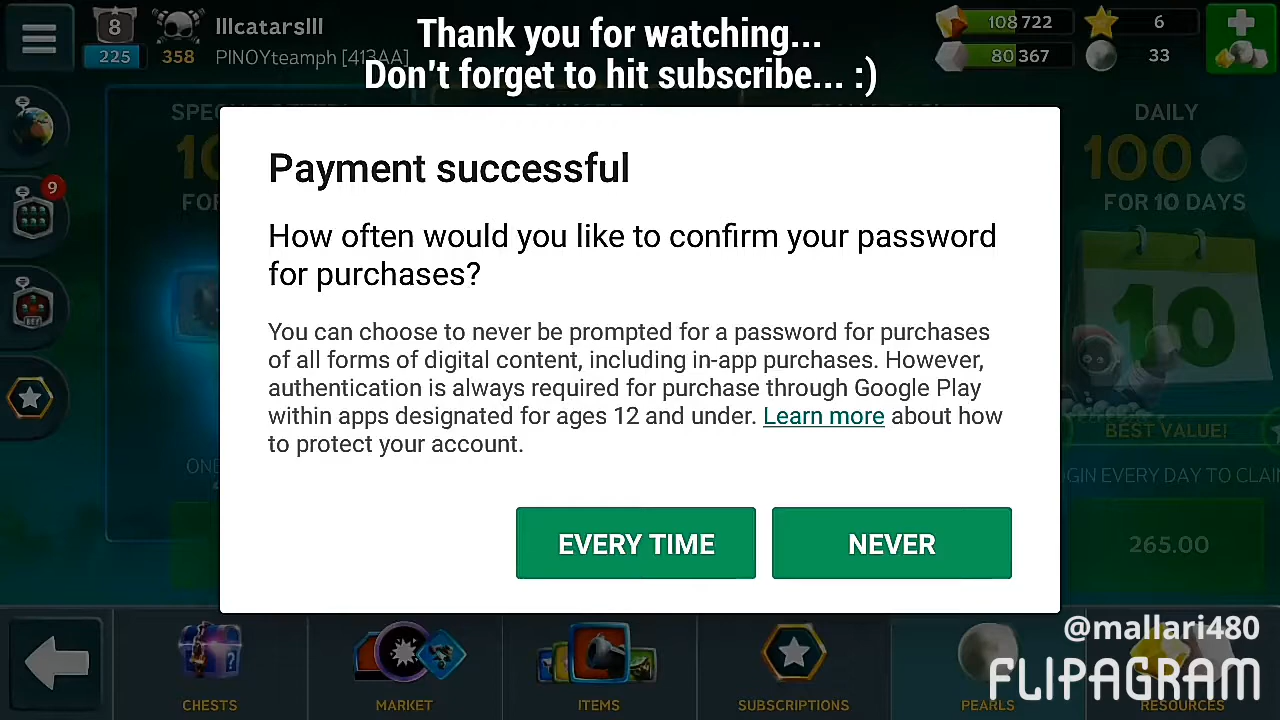 8
IIIcatarsIII
Thank you for watching...
108 722
6
225
358
PINOYteamph [413AA]
Don't forget to hit subscribe... :)
80 367
33
DAILY
100
FOR 10 DAYS
9
Payment successful
How often would you like to confirm your password
for purchases?
You can choose to never be prompted for a password for purchases
of all forms of digital content, including in-app purchases. However,
authentication is always required for purchase through Google Play
within apps designated for ages 12 and under. Learn more about how
to protect your account.
10
BEST VALUE!
EVERY TIME
NEVER
265.00
@mallari480
FLIPAGRAM
CHESTS
MARKET
ITEMS
SUBSCRIPTIONS
PEARLS
RESOURCES